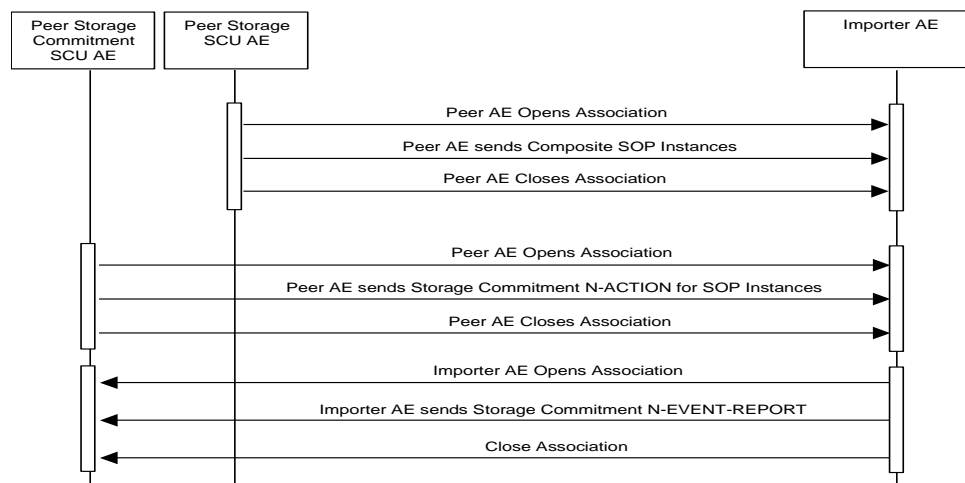 Peer Storage
Commitment
SCU AE
Peer Storage
SCU AE
Importer AE
Peer AE Opens Association
Peer AE sends Composite SOP Instances
Peer AE Closes Association
Peer AE Opens Association
Peer AE sends Storage Commitment N-ACTION for SOP Instances
Peer AE Closes Association
Importer AE Opens Association
Importer AE sends Storage Commitment N-EVENT-REPORT
Close Association